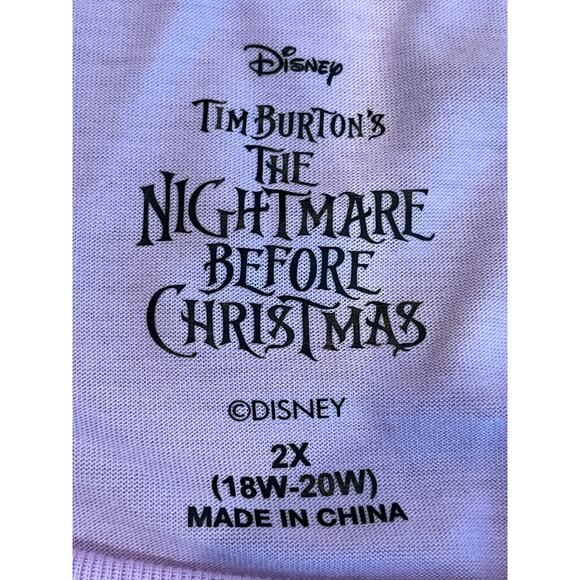 Disney
Tim Burton's
The
Nightmare
Before
Christmas
©DISNEY
2X
(18W-20W)
MADE IN CHINA